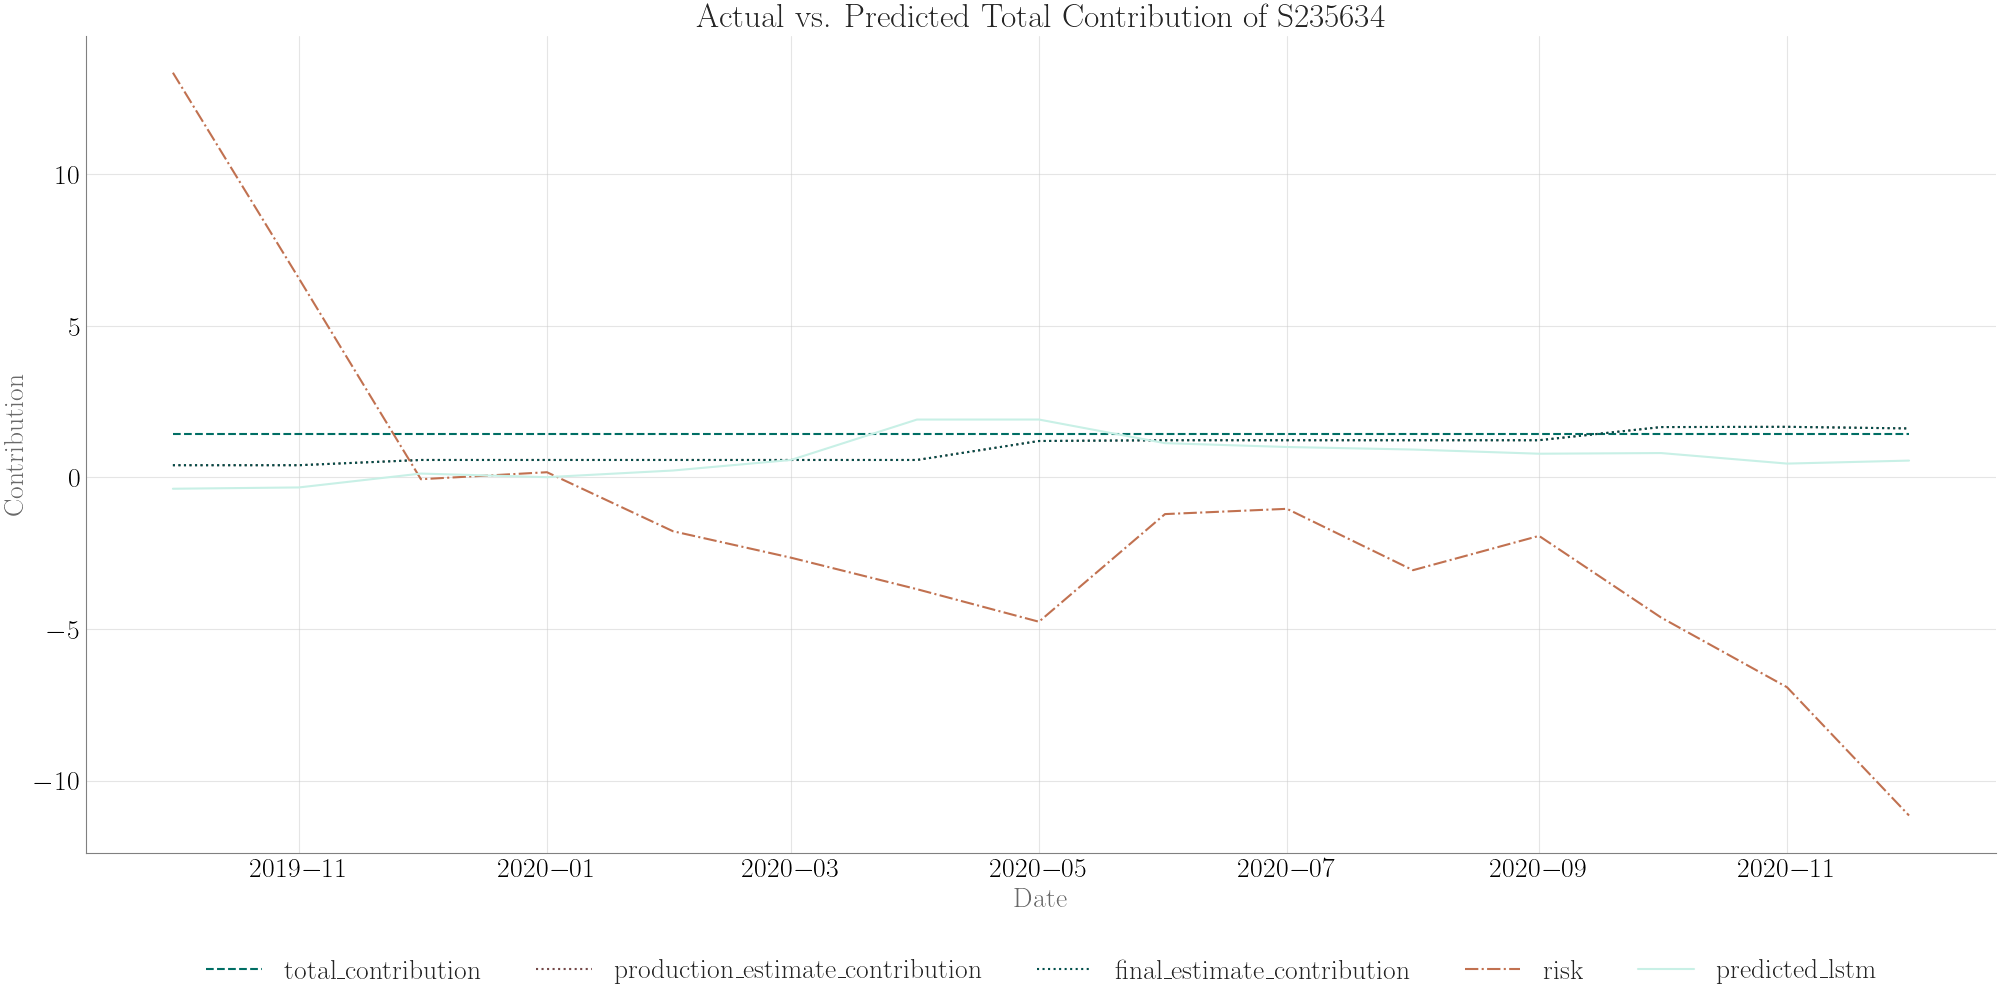 Actual vs. Predicted Total Contribution of S235634
Contribution
10
5
0
−5
−10
2019−11 2020−01 2020−03 2020−05 2020−07 2020−09 2020−11
Date
total_contribution production_estimate_contribution final_estimate_contribution risk predicted_lstm